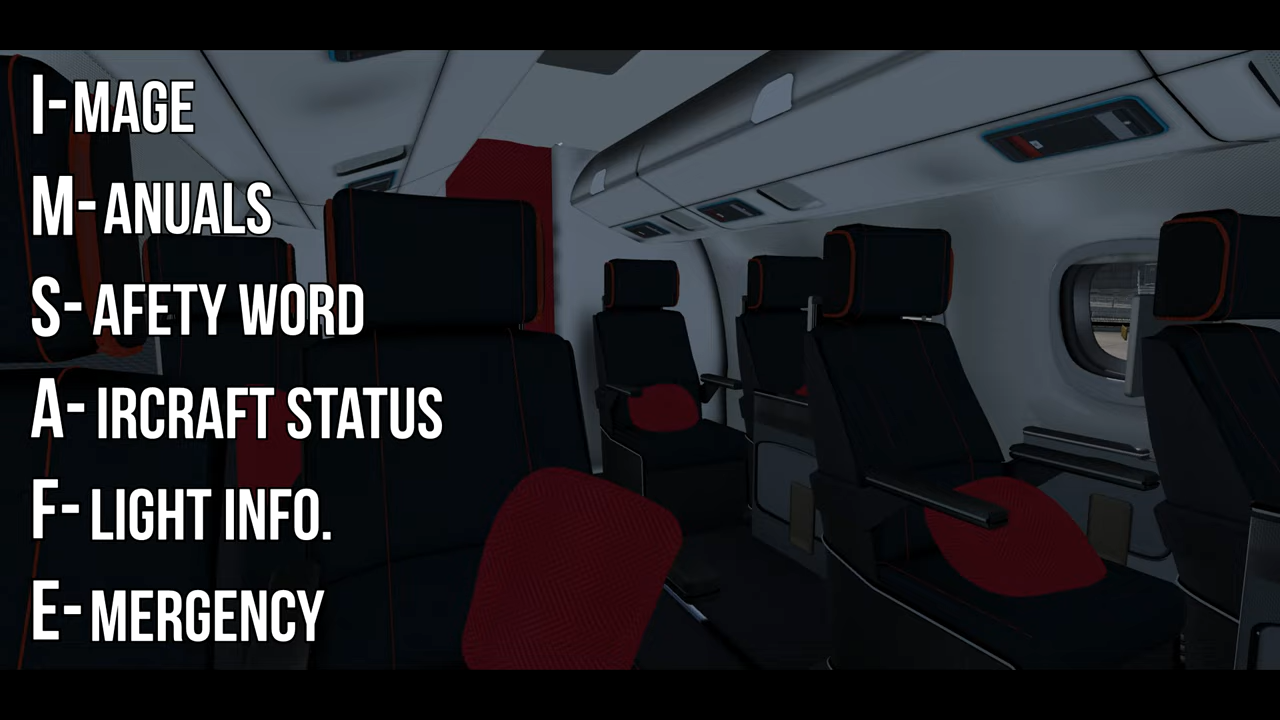 I-MAGE
M-ANUALS
S-AFETY WORD
A-IRCRAFT STATUS
F-LIGHT INFO.
E-MERGENCY